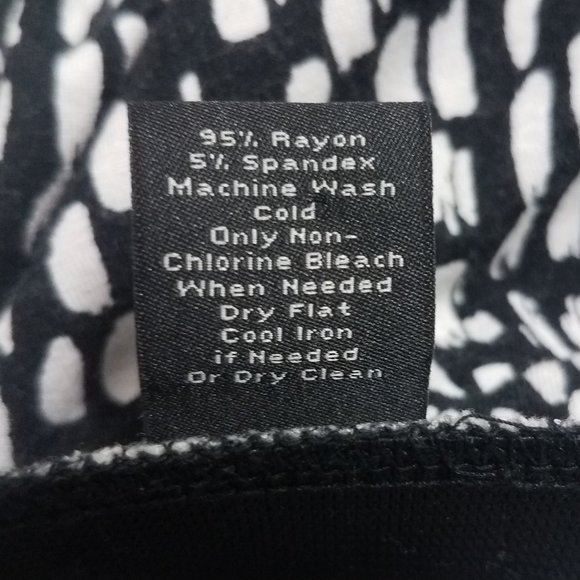 95% Rayon
5% Spandex
Machine Wash
Cold
Only Non-
Chlorine Bleach
When Needed
Dry Flat
Cool Iron
if Needed
Or Dry Clean